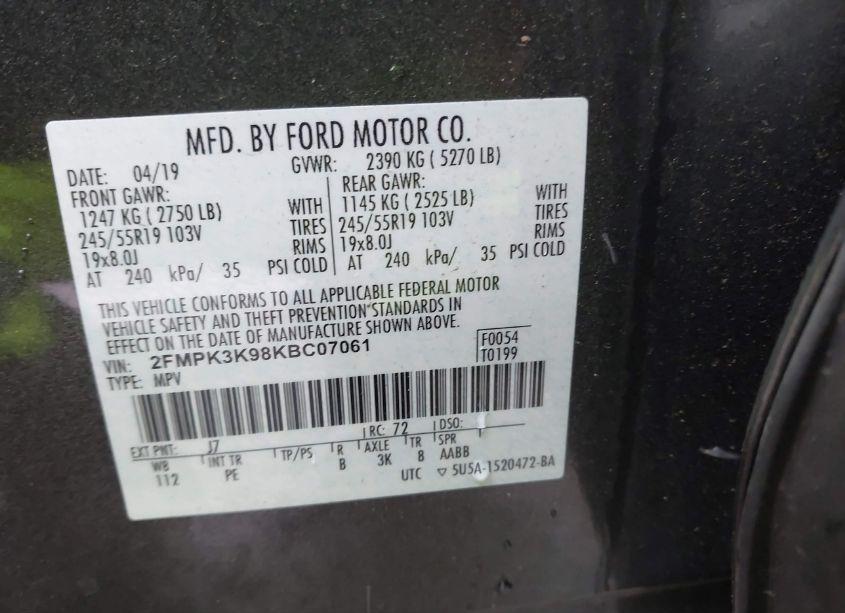 MFD. BY FORD MOTOR CO.
DATE: 04/19 GVWR: 2390 KG ( 5270 LB)
FRONT GAWR: REAR GAWR:
1247 KG ( 2750 LB) WITH 1145 KG ( 2525 LB) WITH
245/55R19 103V TIRES 245/55R19 103V TIRES
19x8.0J RIMS 19x8.0J RIMS
AT 240 kPa/ 35 PSI COLD AT 240 kPa/ 35 PSI COLD
THIS VEHICLE CONFORMS TO ALL APPLICABLE FEDERAL MOTOR
VEHICLE SAFETY AND THEFT PREVENTION STANDARDS IN
EFFECT ON THE DATE OF MANUFACTURE SHOWN ABOVE.
VIN: 2FMPK3K98KBC07061 F0054
TYPE: MPV T0199
EXT PNT: J7 RC: 72 DSO:
WB INT TR TP/PS R AXLE TR SPR
112 PE B 3K 8 AABB
UTC ▽ 5U5A-1520472-BA